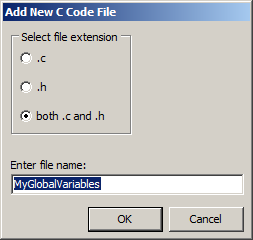 Add New C Code File
Select file extension
.c
.h
both .c and .h
Enter file name:
MyGlobalVariables
OK
Cancel